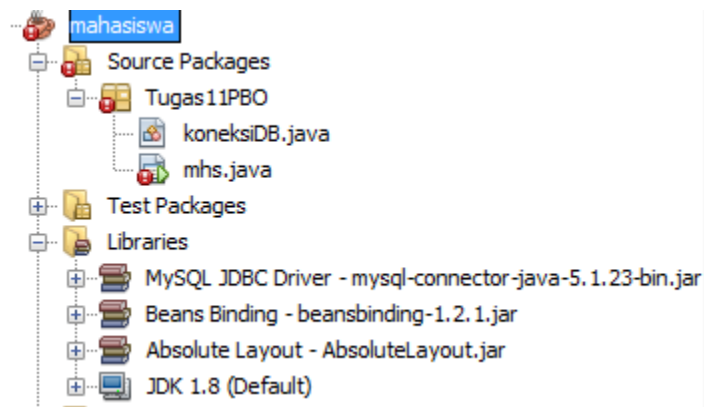 mahasiswa
Source Packages
Tugas11PBO
koneksiDB.java
mhs.java
Test Packages
Libraries
MySQL JDBC Driver - mysql-connector-java-5.1.23-bin.jar
Beans Binding - beansbinding-1.2.1.jar
Absolute Layout - AbsoluteLayout.jar
JDK 1.8 (Default)